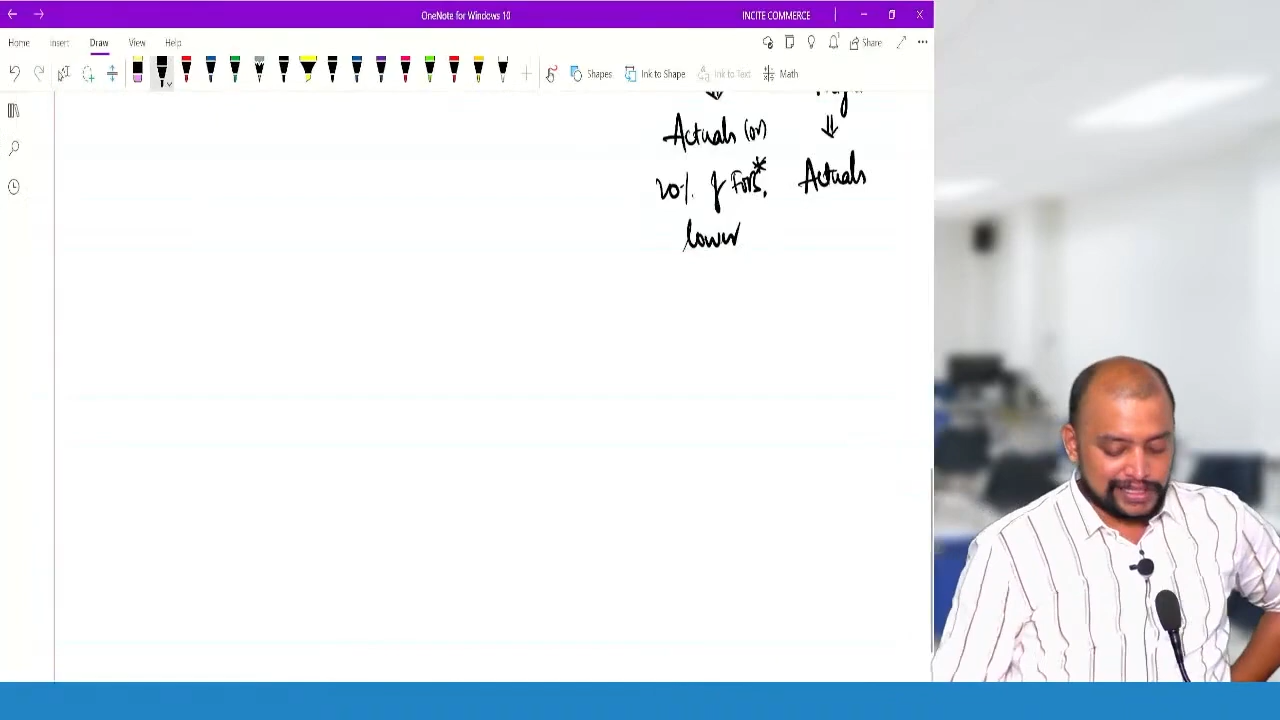 OneNote for Windows 10
INCITE COMMERCE
Home
Insert
Draw
View
Help
Share
Shapes
Ink to Shape
Ink to Text
Math
Actuals (or)
20% of FOB*,
lower
Actuals